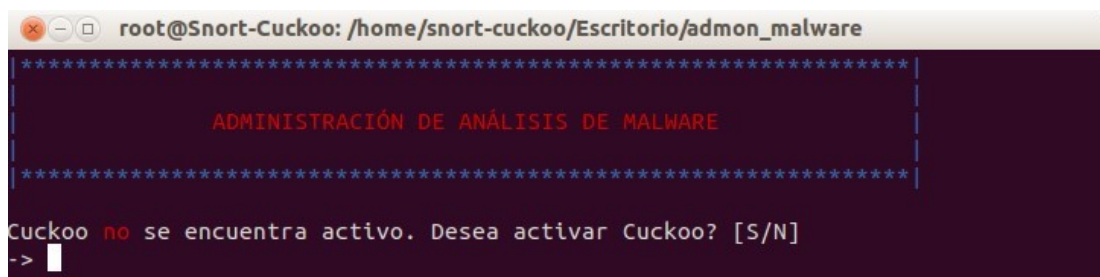 root@Snort-Cuckoo: /home/snort-cuckoo/Escritorio/admon_malware
|****************************************************************|
|                                                                |
|             ADMINISTRACIÓN DE ANÁLISIS DE MALWARE              |
|                                                                |
|****************************************************************|
Cuckoo no se encuentra activo. Desea activar Cuckoo? [S/N]
->